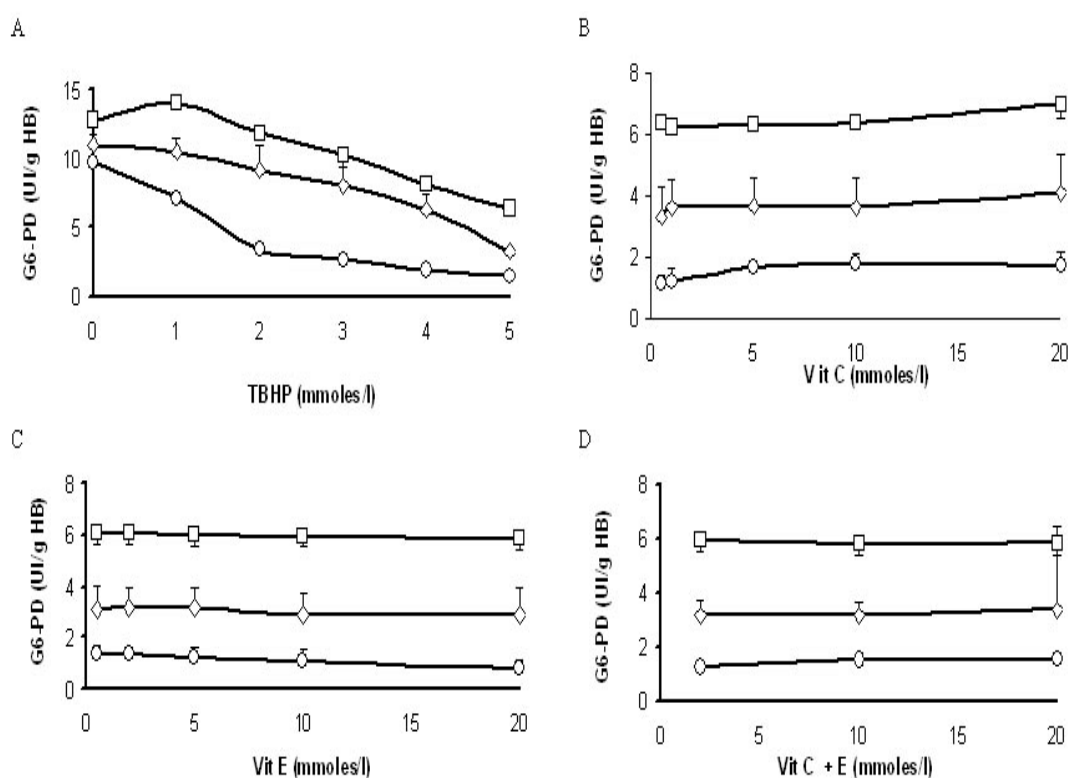 A
G6-PD (UI/g HB)
15
10
5
0
0 1 2 3 4 5
TBHP (mmoles/l)
B
G6-PD (UI/g HB)
8
6
4
2
0
0 5 10 15 20
Vit C (mmoles/l)
C
G6-PD (UI/g HB)
8
6
4
2
0
0 5 10 15 20
Vit E (mmoles/l)
D
G6-PD (UI/g HB)
8
6
4
2
0
0 5 10 15 20
Vit C + E (mmoles/l)